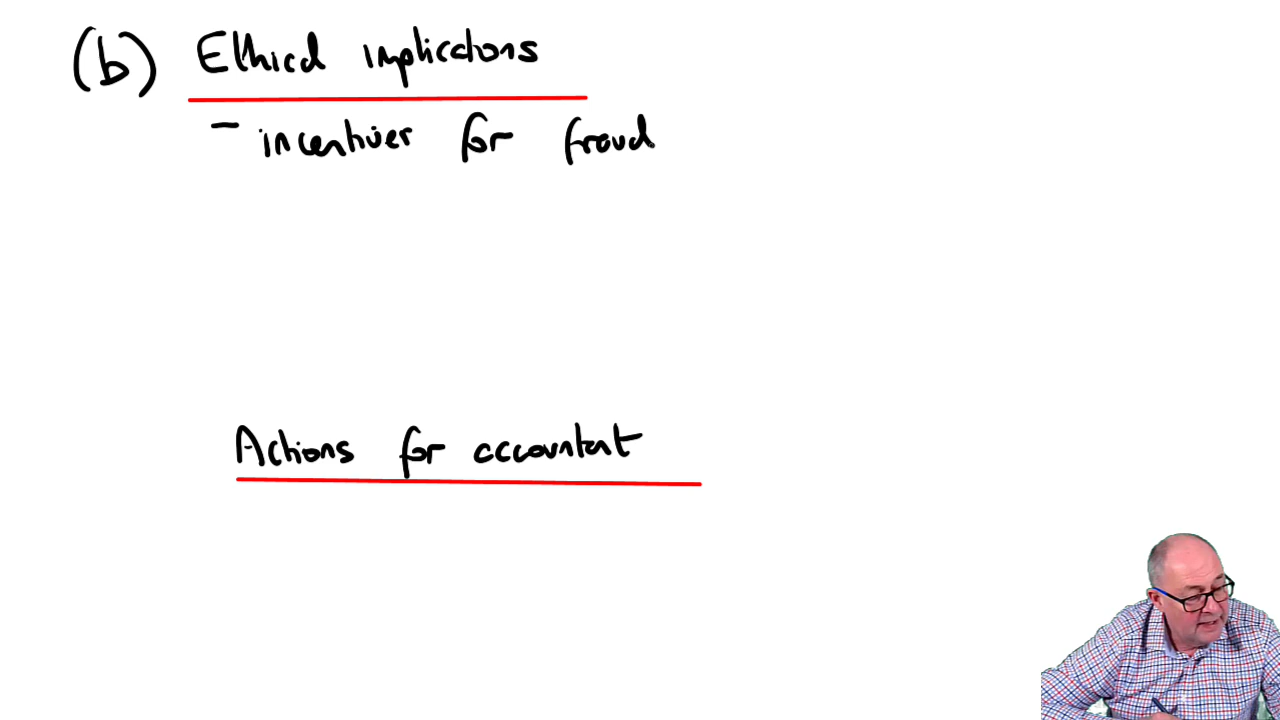 (b) Ethical implications
- incentives for fraud
Actions for accountant